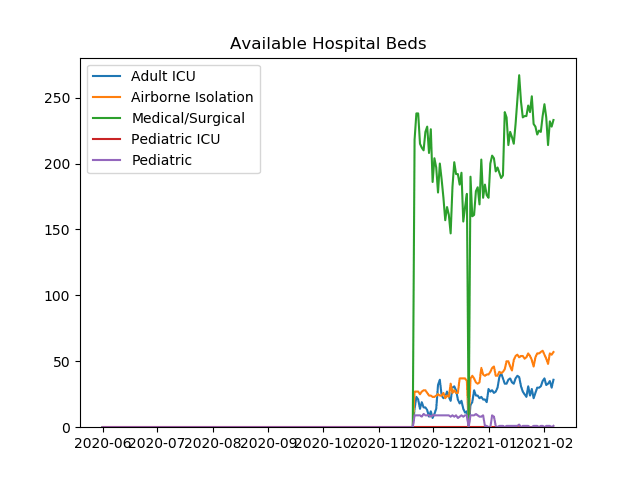 Available Hospital Beds
Adult ICU
Airborne Isolation
Medical/Surgical
Pediatric ICU
Pediatric
250
200
150
100
50
0
2020-06 2020-07 2020-08 2020-09 2020-10 2020-11 2020-12 2021-01 2021-02